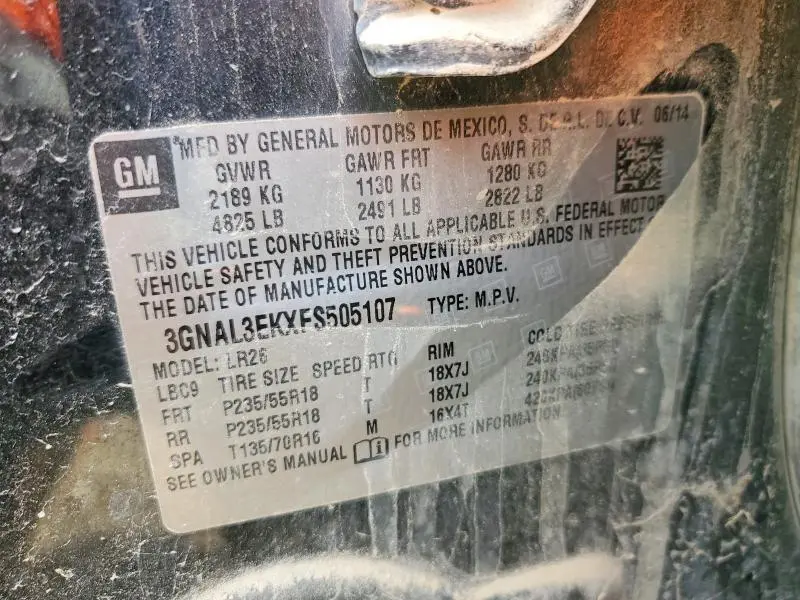 GM
*MFD BY GENERAL MOTORS DE MEXICO, S. DE R.L. DE C.V. 06/14
GVWR GAWR FRT GAWR RR
2189 KG 1130 KG 1280 KG
4825 LB 2491 LB 2822 LB
THIS VEHICLE CONFORMS TO ALL APPLICABLE U.S. FEDERAL MOTOR
VEHICLE SAFETY AND THEFT PREVENTION STANDARDS IN EFFECT
THE DATE OF MANUFACTURE SHOWN ABOVE.
3GNAL3EKXFS505107 TYPE: M.P.V.
MODEL: LR26
LBC9 TIRE SIZE SPEED RTG RIM COLD TIRE
FRT P235/55R18 T 18X7J
RR P235/55R18 T 18X7J
SPA T135/70R16 M 16X4T
SEE OWNER'S MANUAL FOR MORE INFORMATION